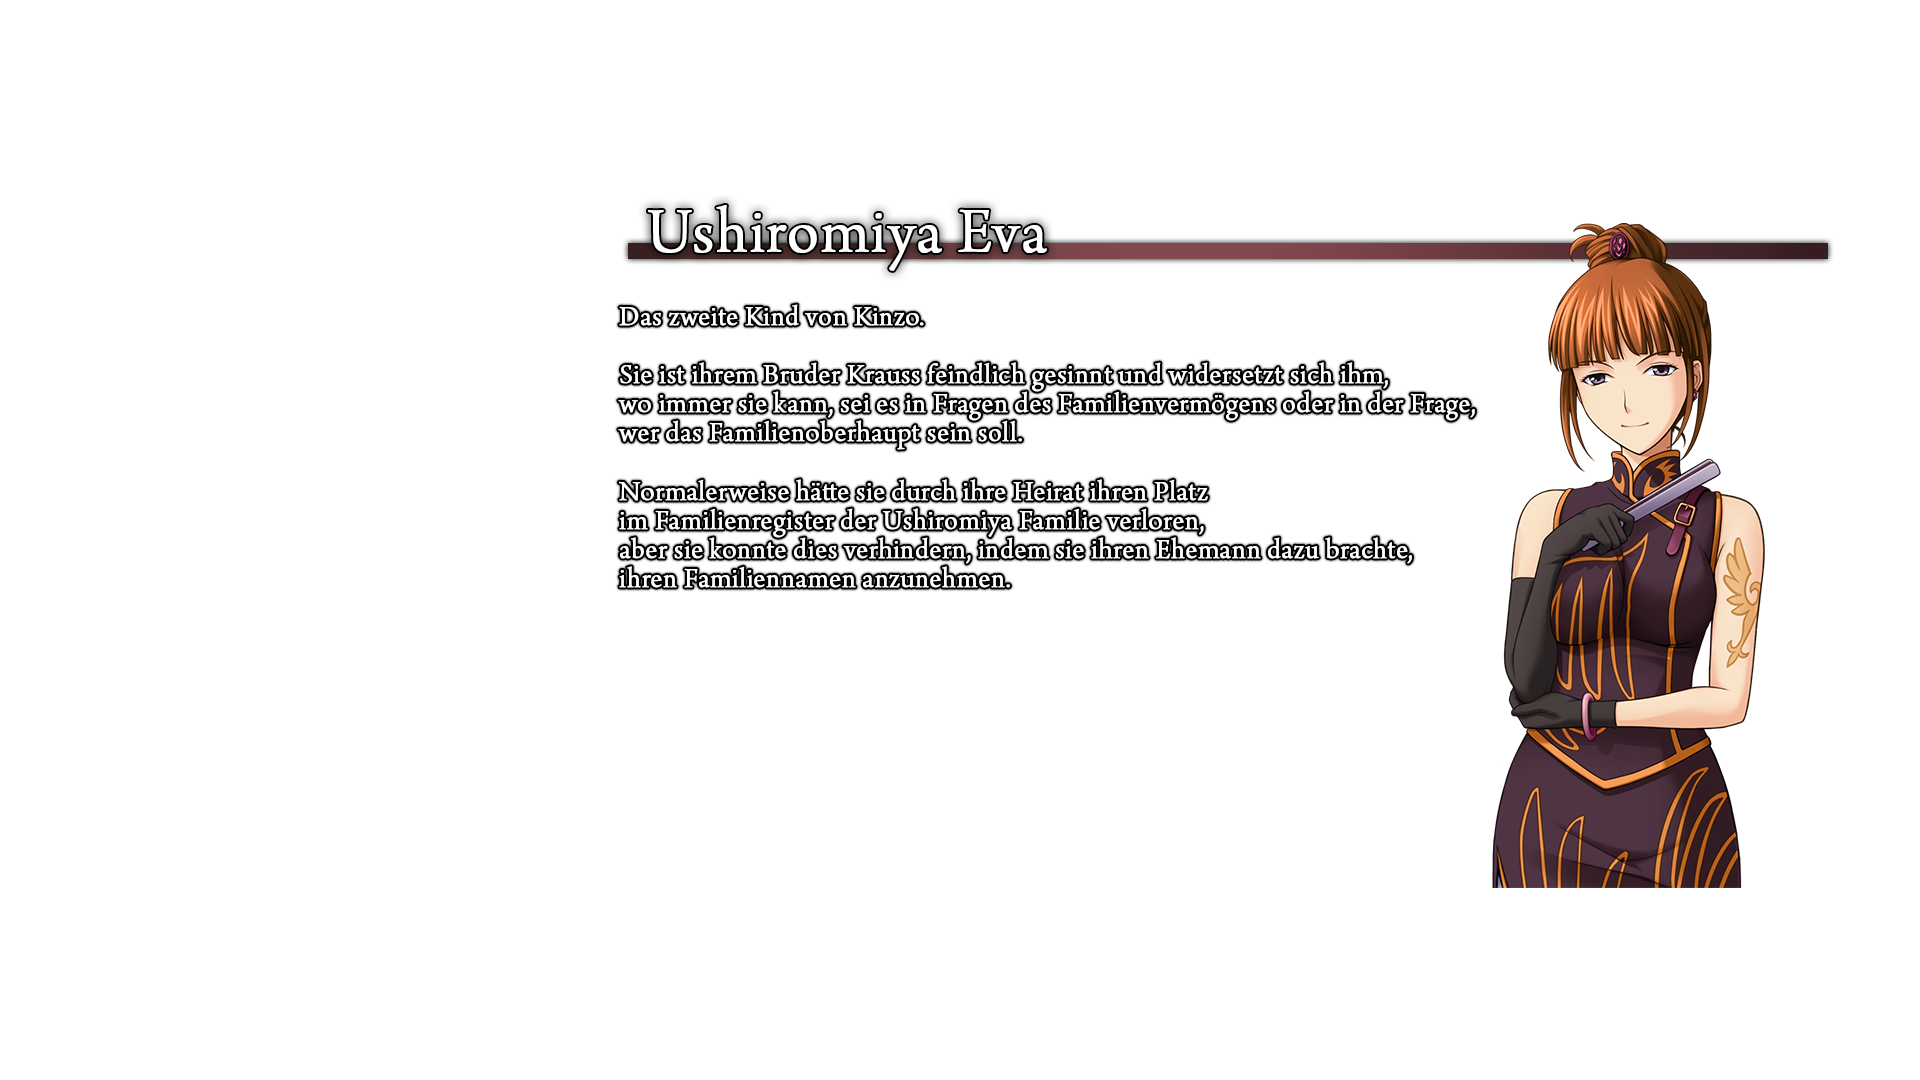 Ushiromiya Eva
Das zweite Kind von Kinzo.
Sie ist ihrem Bruder Krauss feindlich gesinnt und widersetzt sich ihm,
wo immer sie kann, sei es in Fragen des Familienvermögens oder in der Frage,
wer das Familienoberhaupt sein soll.
Normalerweise hätte sie durch ihre Heirat ihren Platz
im Familienregister der Ushiromiya Familie verloren,
aber sie konnte dies verhindern, indem sie ihren Ehemann dazu brachte,
ihren Familiennamen anzunehmen.